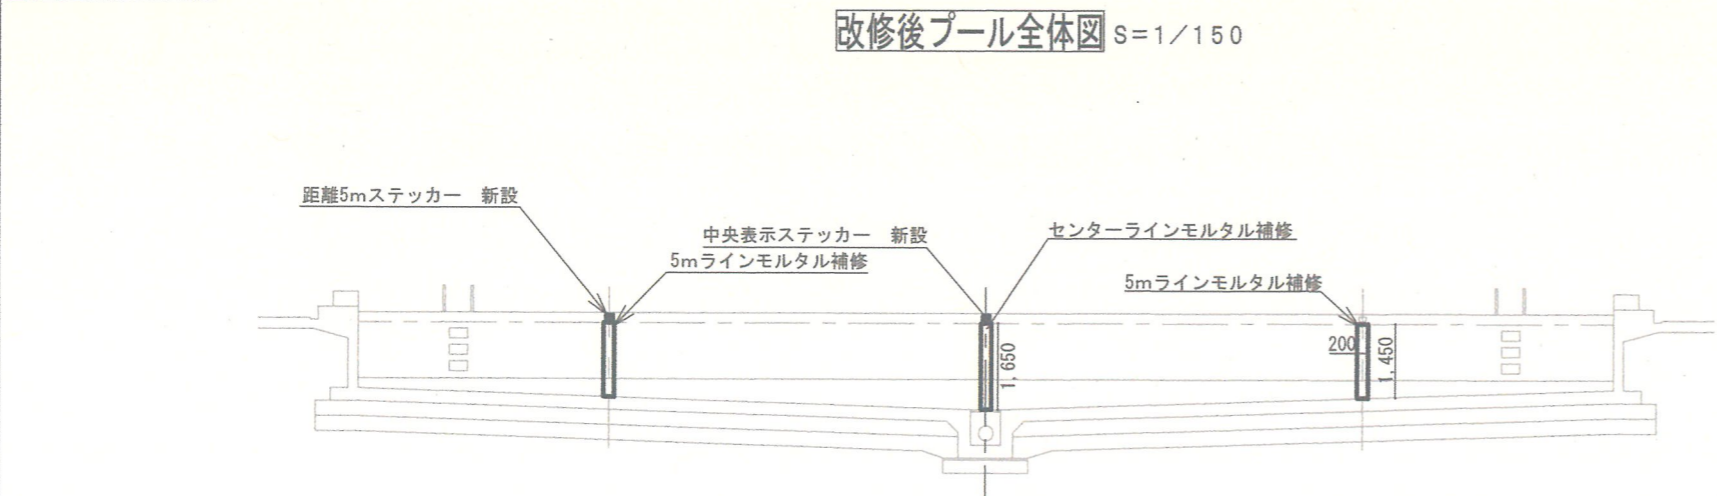 改修後プール全体図 S=1/150
距離5mステッカー　新設
中央表示ステッカー　新設
センターラインモルタル補修
5mラインモルタル補修
5mラインモルタル補修
1,650
200
1,450